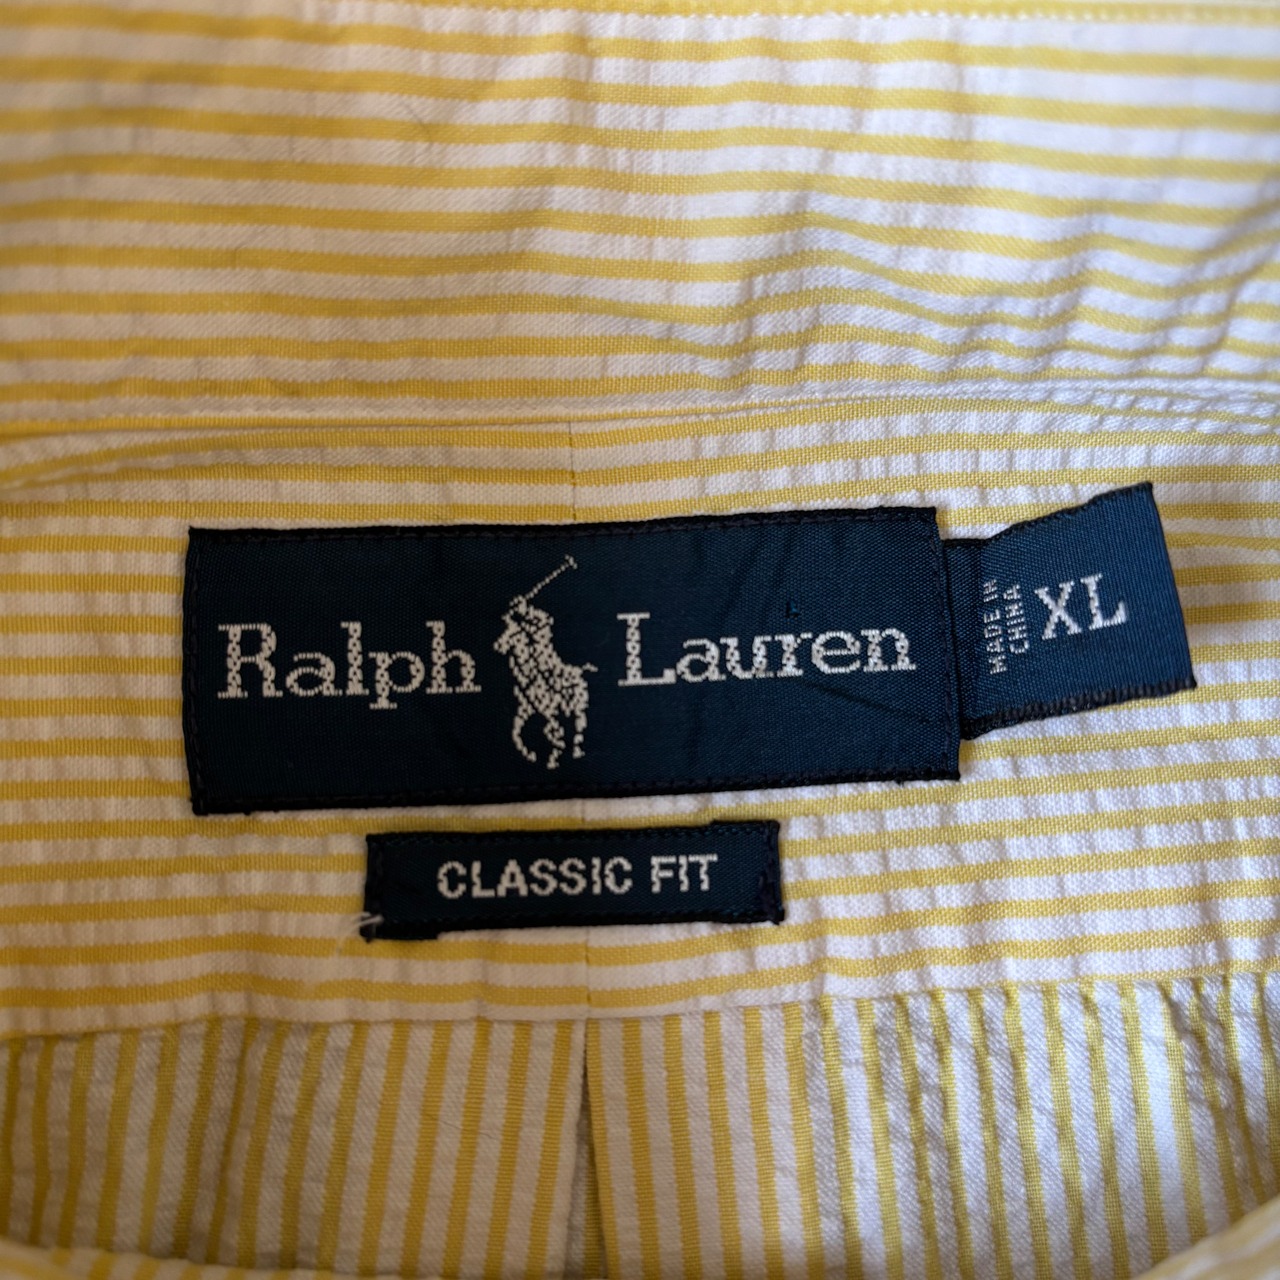 Ralph Lauren
MADE IN
CHINA
XL
CLASSIC FIT